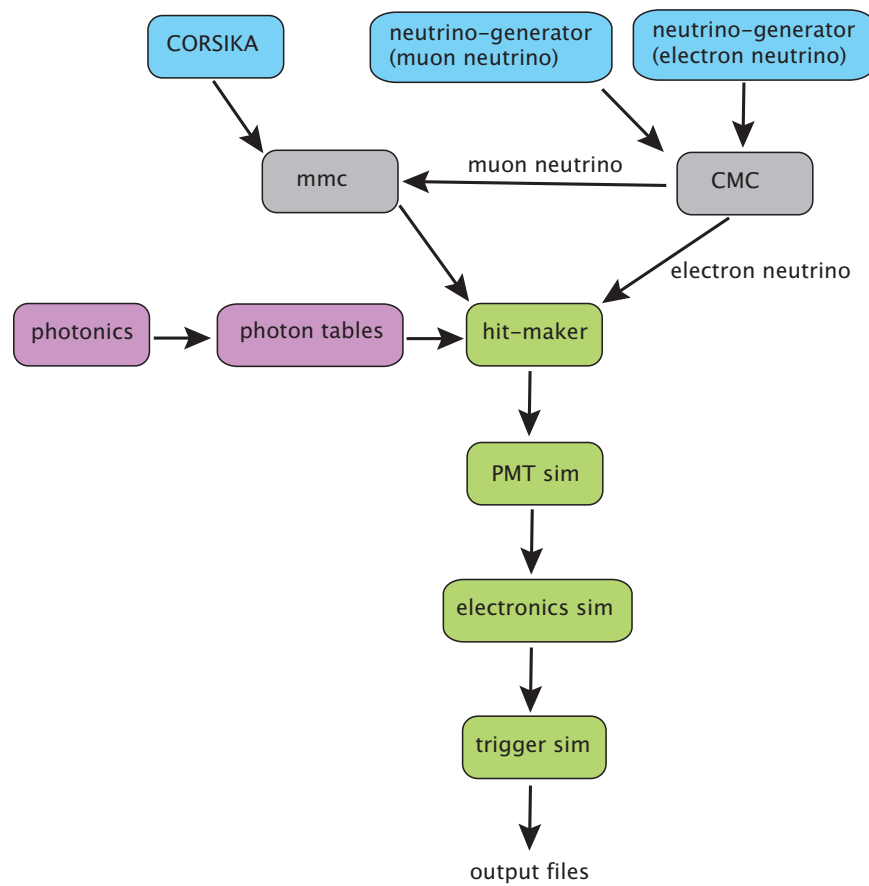 CORSIKA
neutrino-generator
(muon neutrino)
neutrino-generator
(electron neutrino)
mmc
muon neutrino
CMC
electron neutrino
photonics
photon tables
hit-maker
PMT sim
electronics sim
trigger sim
output files